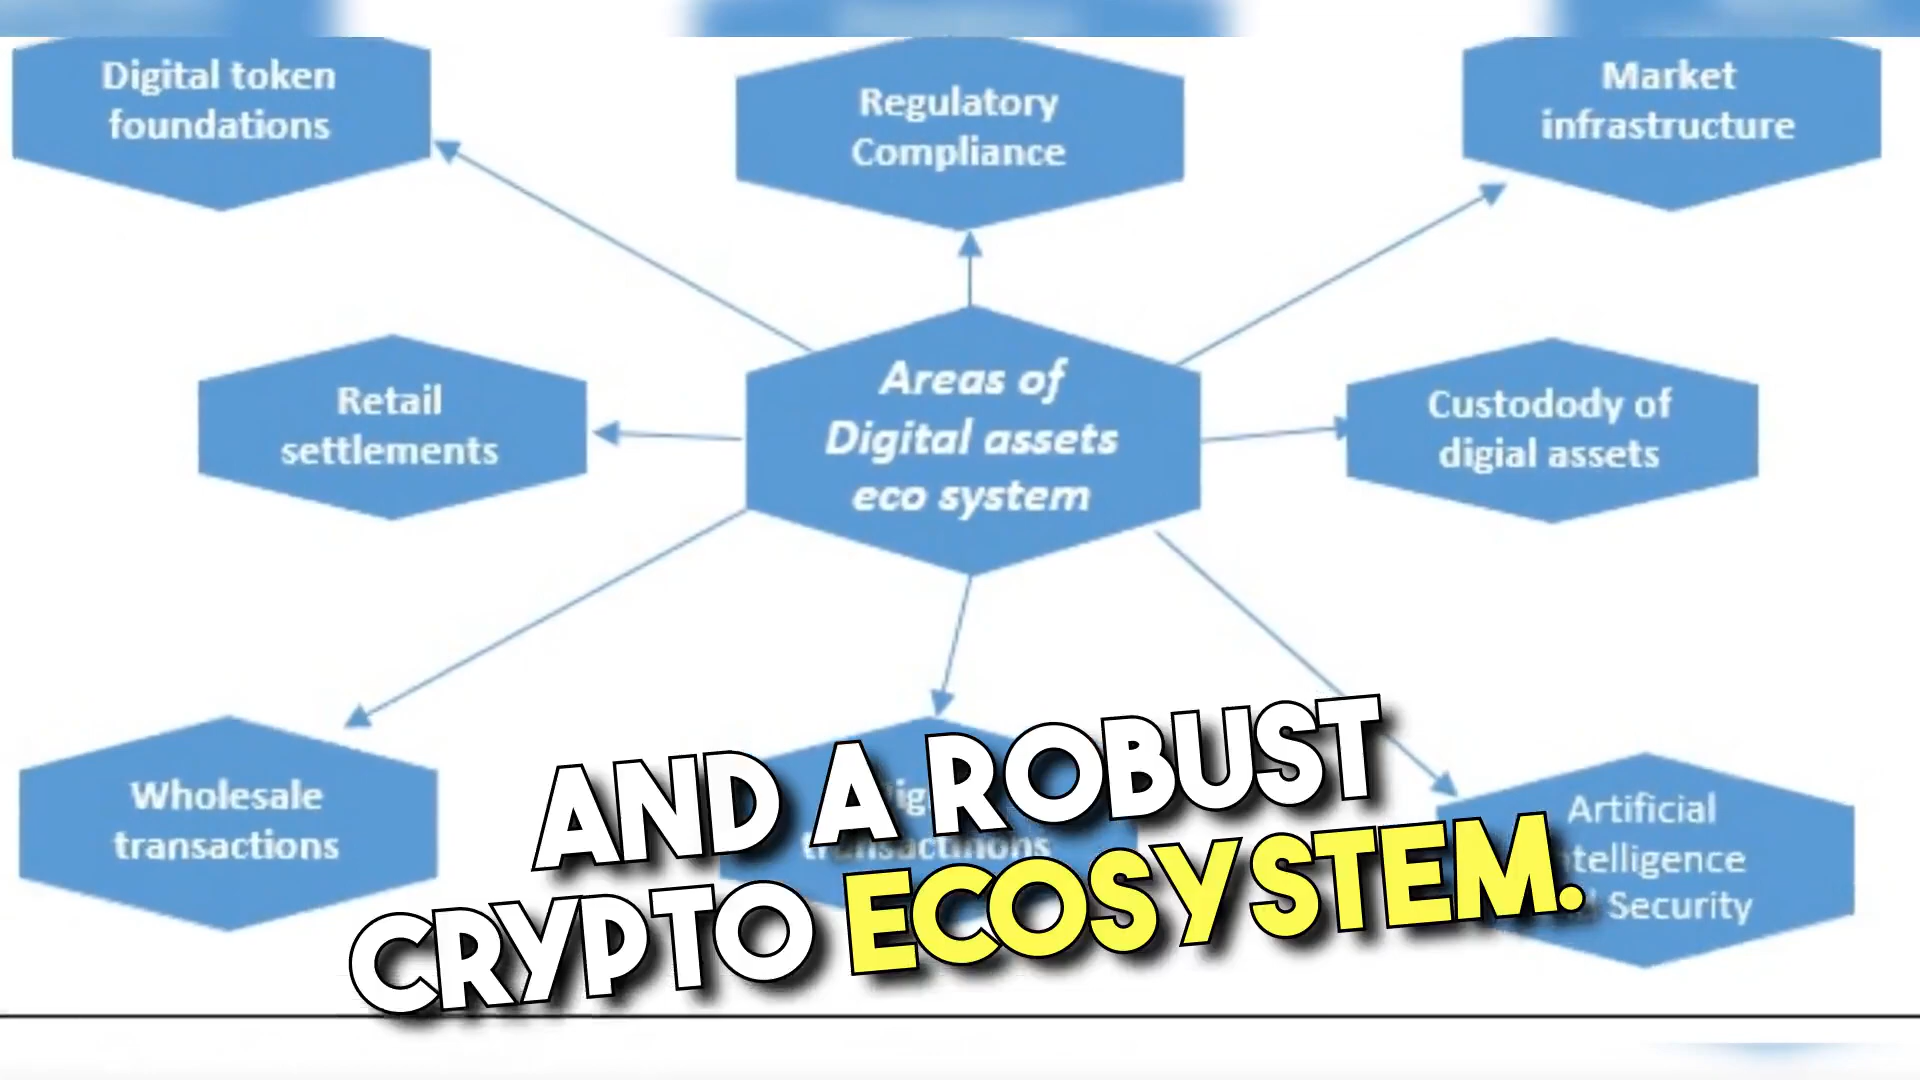 Digital token
foundations
Regulatory
Compliance
Market
infrastructure
Retail
settlements
Areas of
Digital assets
eco system
Custodody of
digial assets
Wholesale
transactions
Artificial
Security
AND A ROBUST
CRYPTO ECOSYSTEM.